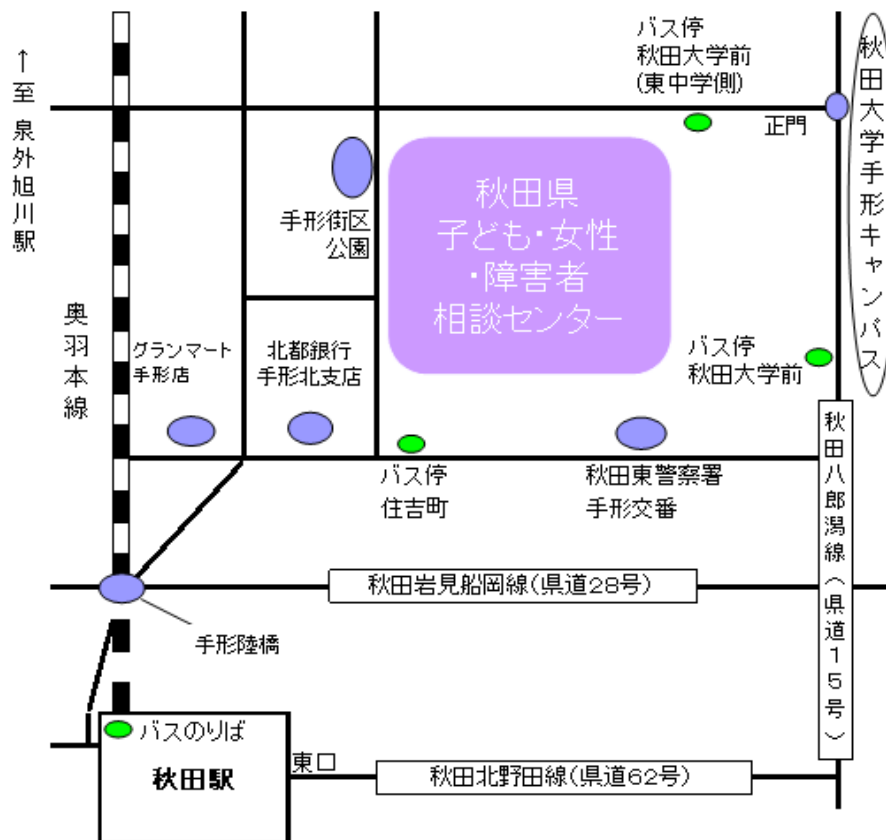 バス停
秋田大学前
(東中学側)
秋田大学手形キャンパス
↑至 泉外旭川駅
正門
手形街区
公園
秋田県
子ども・女性
・障害者
相談センター
奥羽本線
グランマート
手形店
北都銀行
手形北支店
バス停
秋田大学前
バス停
住吉町
秋田東警察署
手形交番
秋田八郎潟線(県道15号)
秋田岩見船岡線(県道28号)
手形陸橋
バスのりば
秋田駅
東口
秋田北野田線(県道62号)